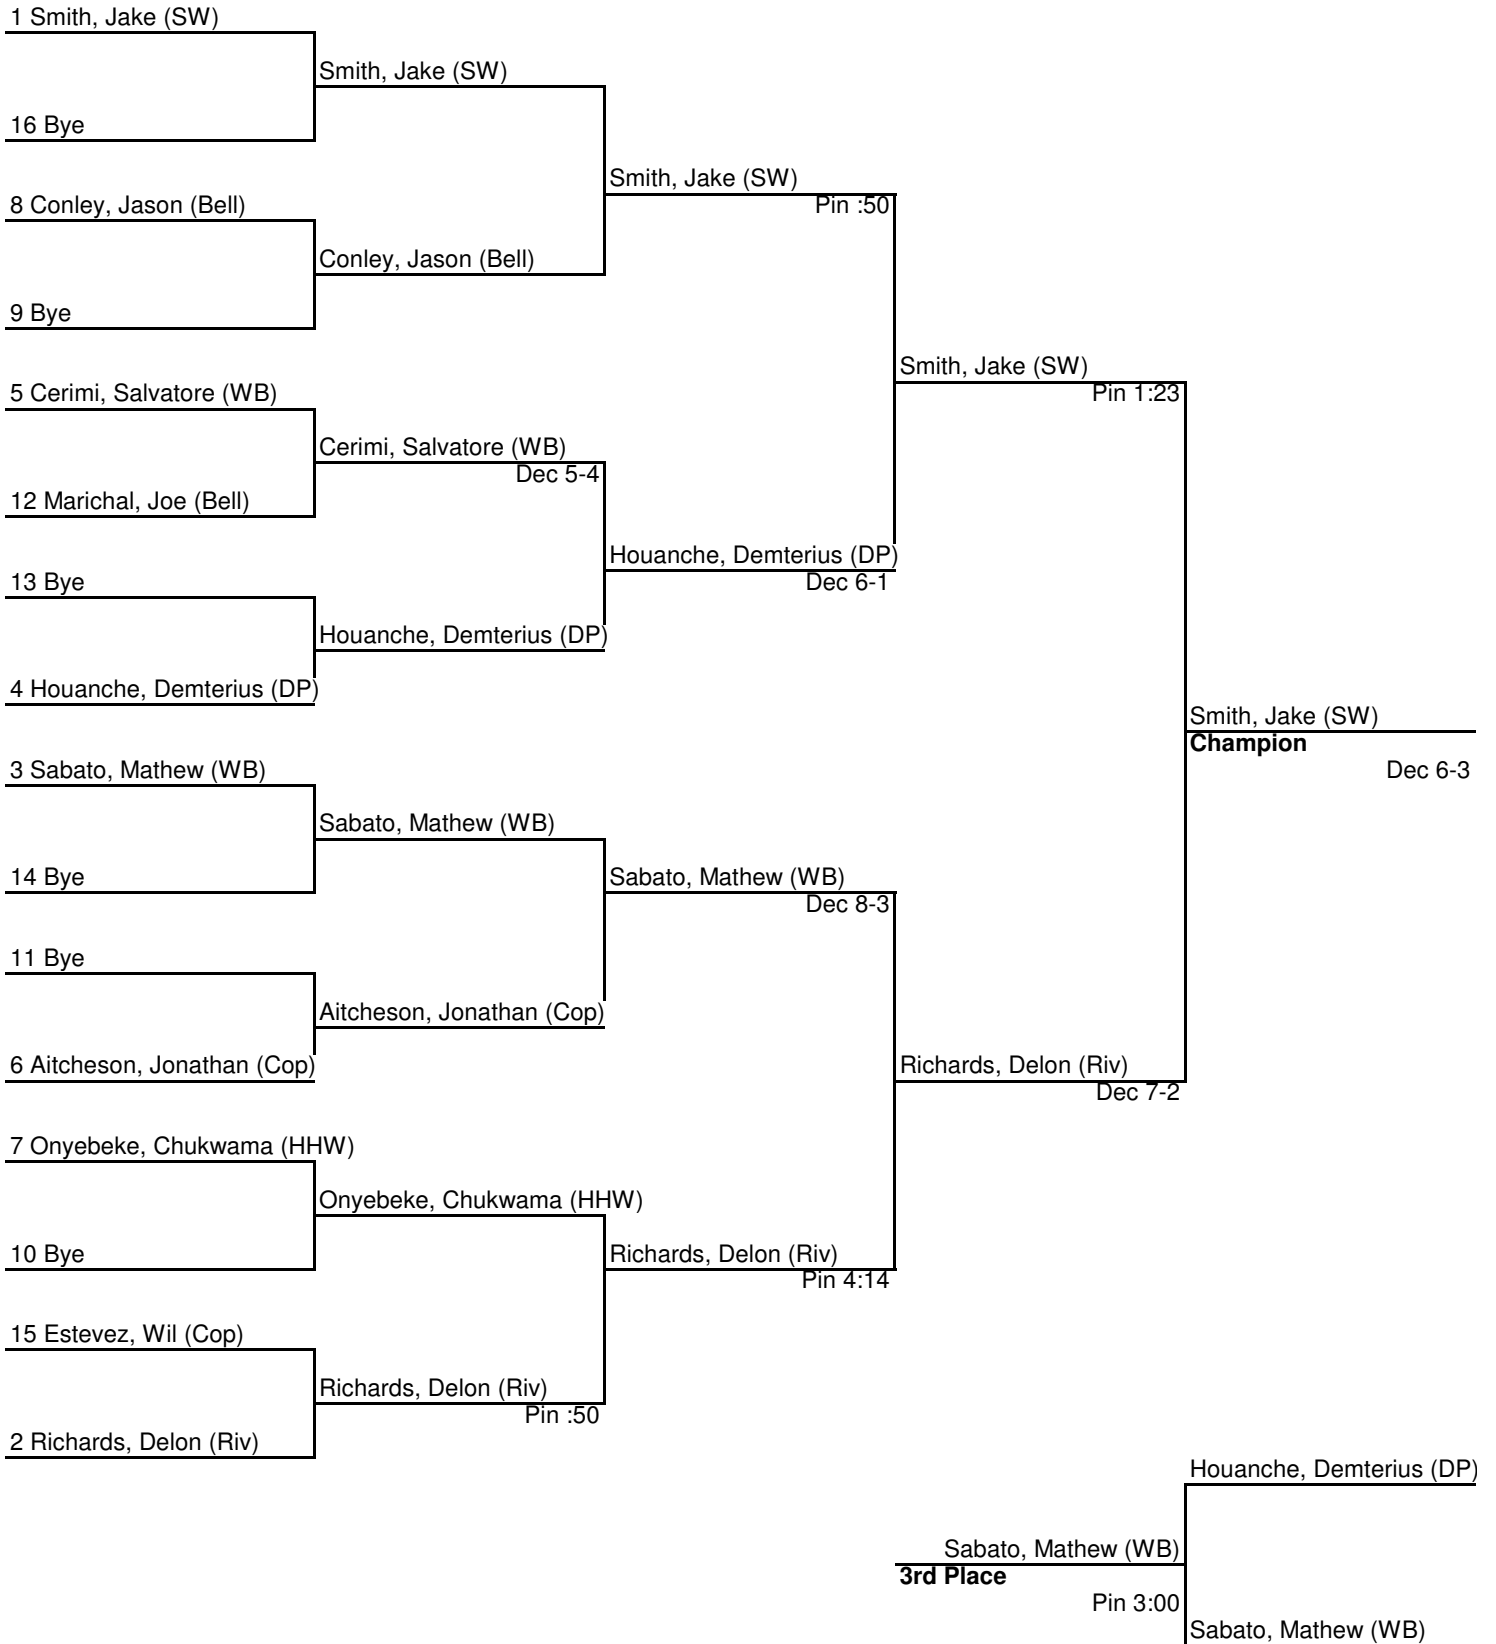 1 Smith, Jake (SW)
Smith, Jake (SW)
16 Bye
Smith, Jake (SW)
Pin :50
8 Conley, Jason (Bell)
Conley, Jason (Bell)
9 Bye
Smith, Jake (SW)
Pin 1:23
5 Cerimi, Salvatore (WB)
Cerimi, Salvatore (WB)
Dec 5-4
12 Marichal, Joe (Bell)
Houanche, Demterius (DP)
Dec 6-1
13 Bye
Houanche, Demterius (DP)
4 Houanche, Demterius (DP)
Smith, Jake (SW)
Champion
Dec 6-3
3 Sabato, Mathew (WB)
Sabato, Mathew (WB)
14 Bye
Sabato, Mathew (WB)
Dec 8-3
11 Bye
Aitcheson, Jonathan (Cop)
6 Aitcheson, Jonathan (Cop)
Richards, Delon (Riv)
Dec 7-2
7 Onyebeke, Chukwama (HHW)
Onyebeke, Chukwama (HHW)
10 Bye
Richards, Delon (Riv)
Pin 4:14
15 Estevez, Wil (Cop)
Richards, Delon (Riv)
Pin :50
2 Richards, Delon (Riv)
Houanche, Demterius (DP)
Sabato, Mathew (WB)
3rd Place
Pin 3:00
Sabato, Mathew (WB)